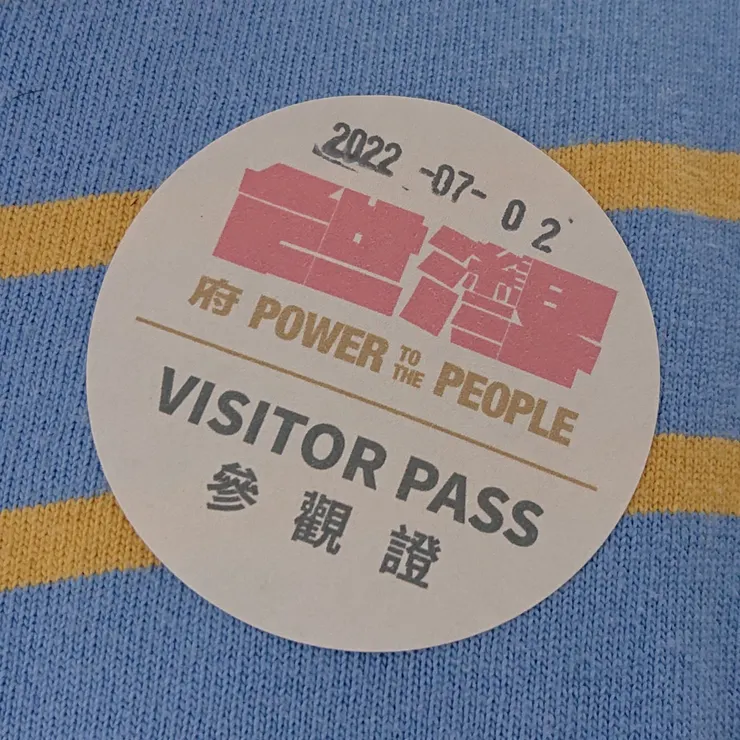 2022 -07- 02
府 POWER TO THE PEOPLE
VISITOR PASS
參觀證